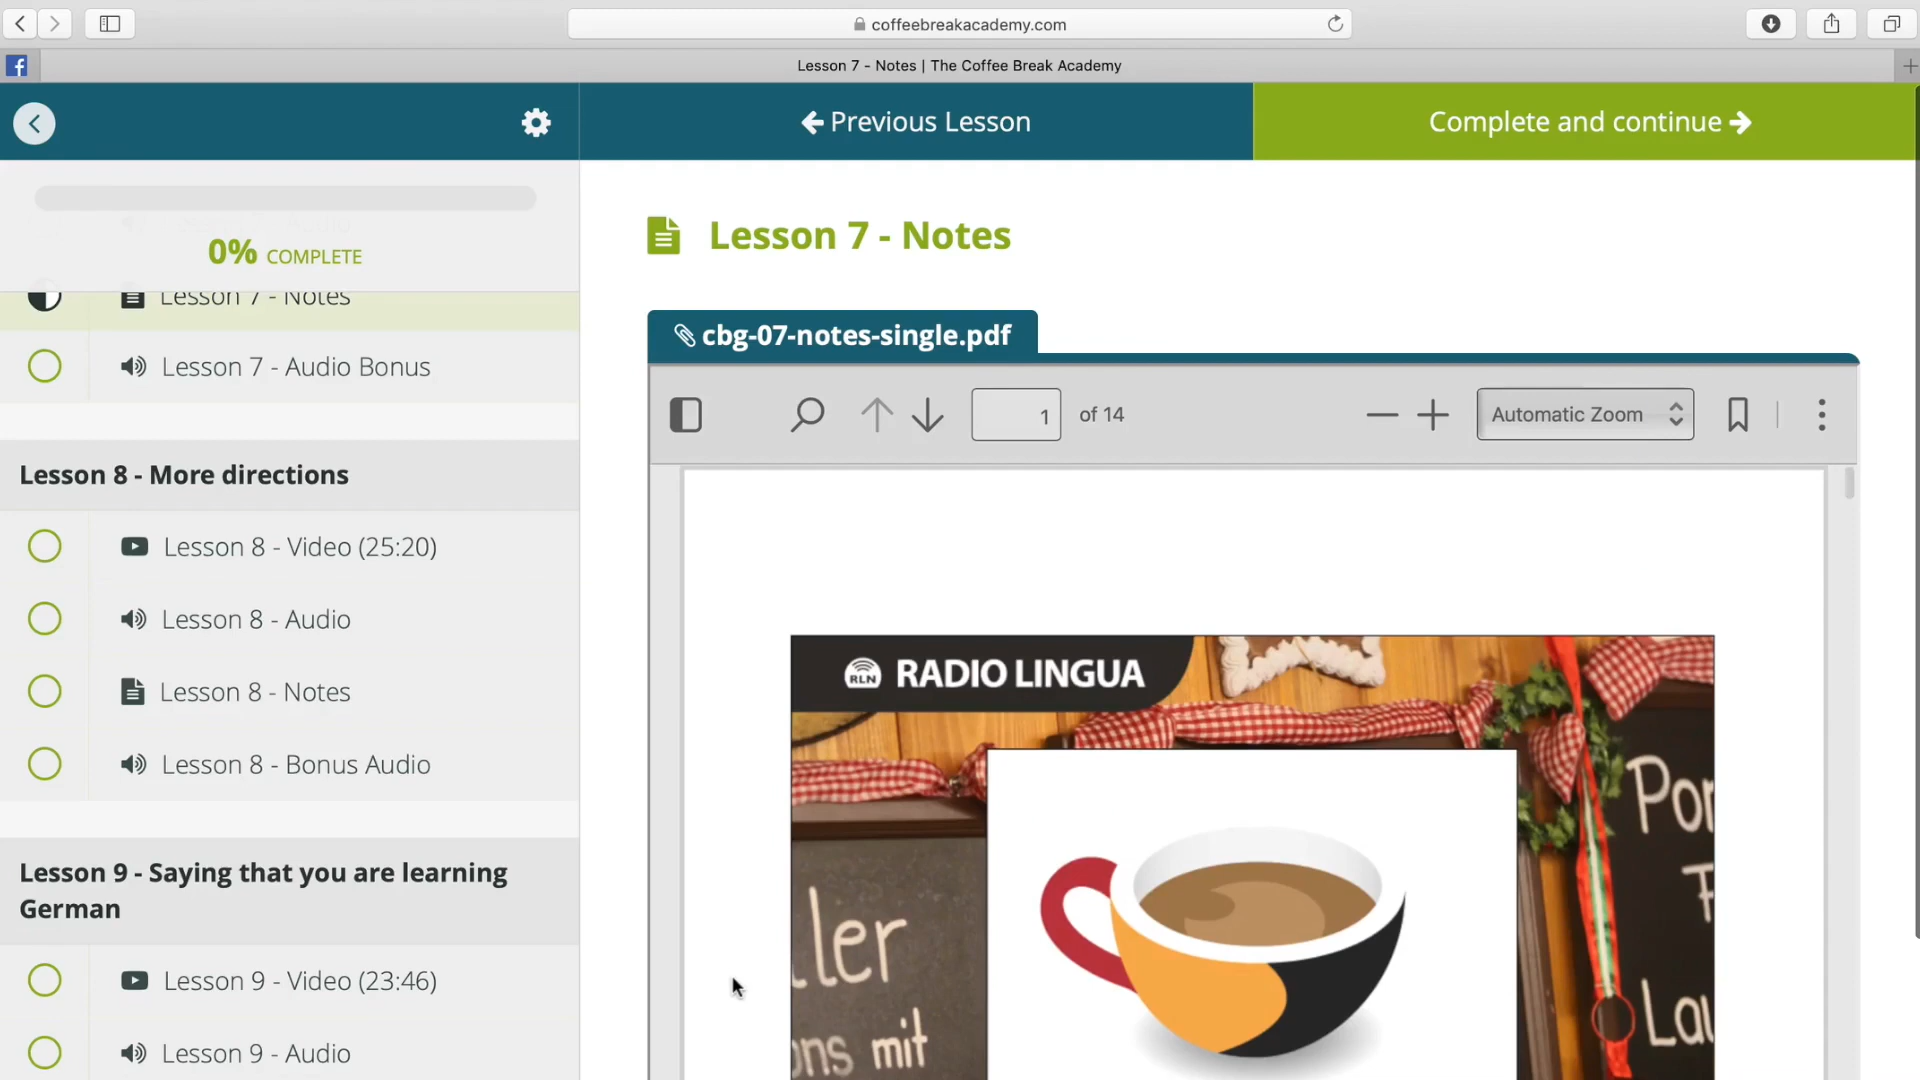 coffeebreakacademy.com
Lesson 7 - Notes | The Coffee Break Academy
Previous Lesson
Complete and continue
0% COMPLETE
Lesson 7 - Notes
Lesson 7 - Audio Bonus
Lesson 8 - More directions
Lesson 8 - Video (25:20)
Lesson 8 - Audio
Lesson 8 - Notes
Lesson 8 - Bonus Audio
Lesson 9 - Saying that you are learning
German
Lesson 9 - Video (23:46)
Lesson 9 - Audio
Lesson 7 - Notes
cbg-07-notes-single.pdf
1 of 14
Automatic Zoom
RLN RADIO LINGUA
mit